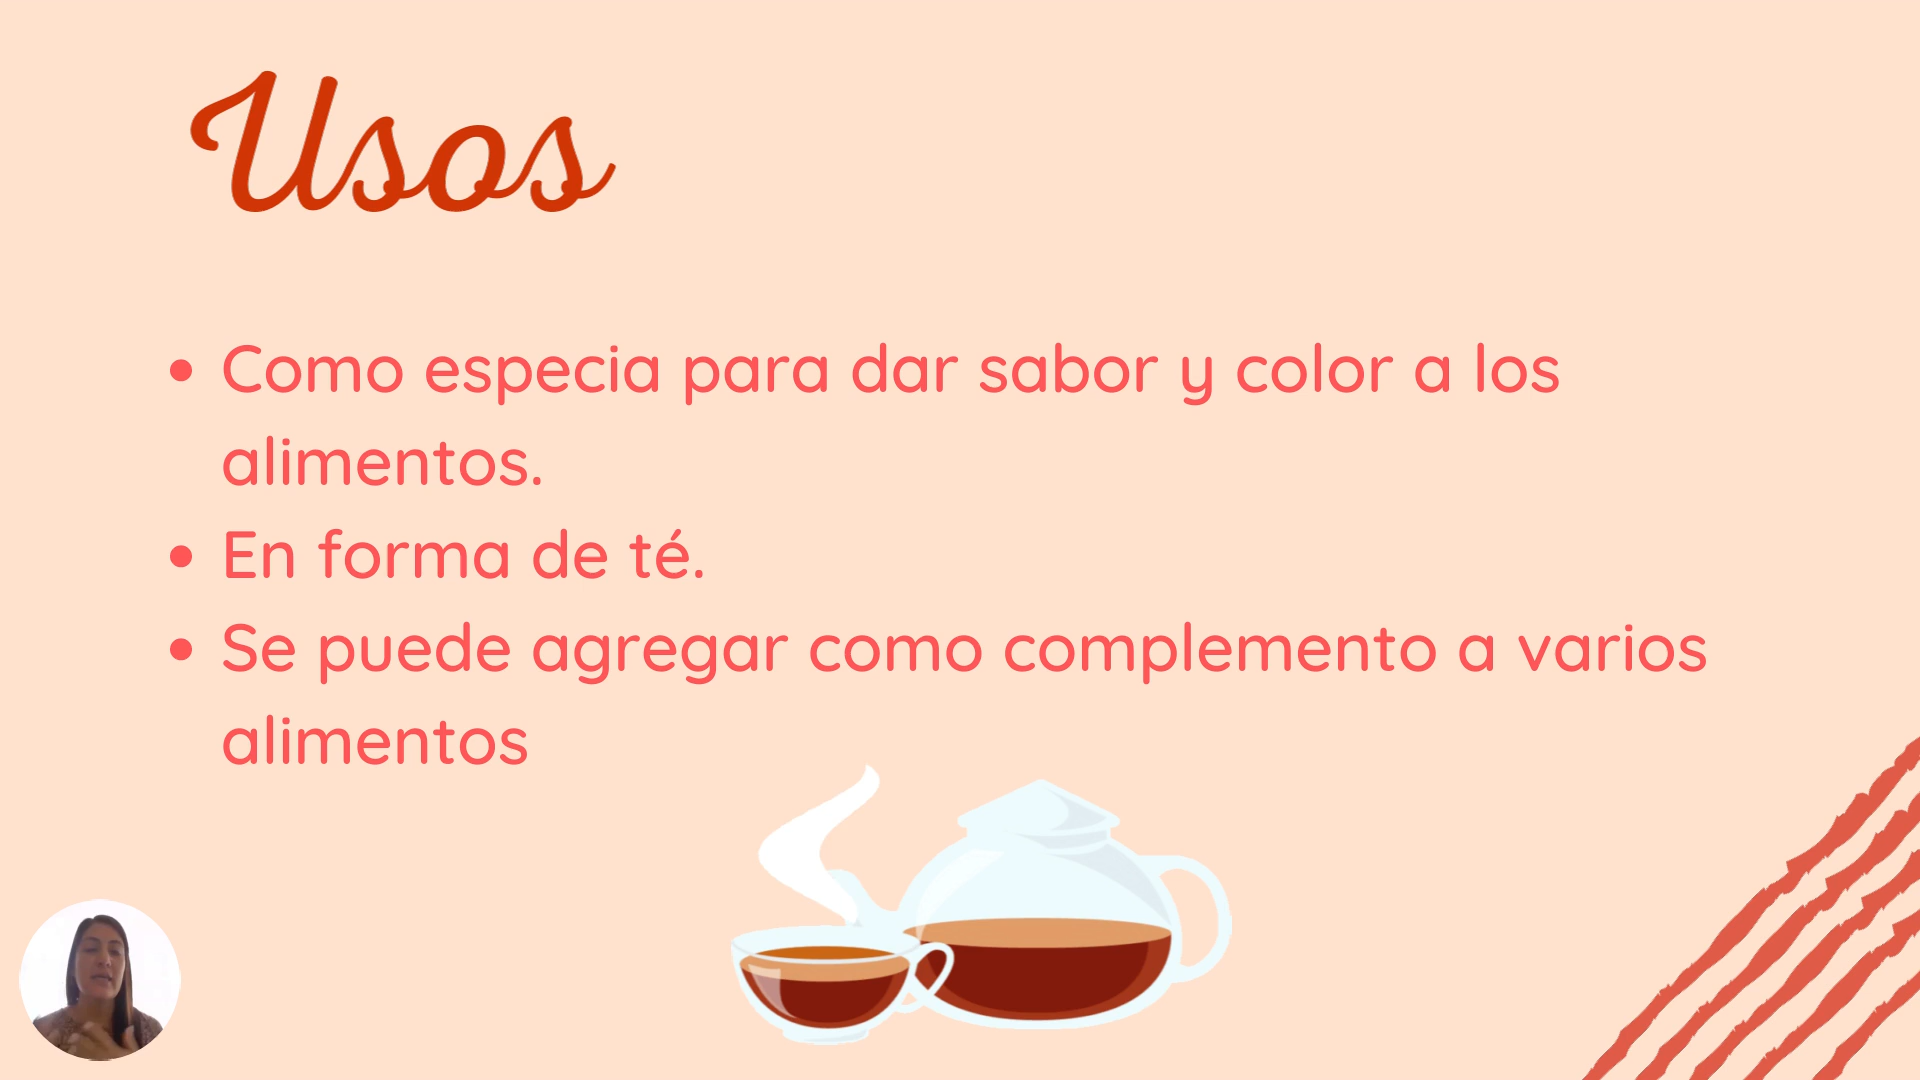 Usos
• Como especia para dar sabor y color a los
alimentos.
• En forma de té.
• Se puede agregar como complemento a varios
alimentos